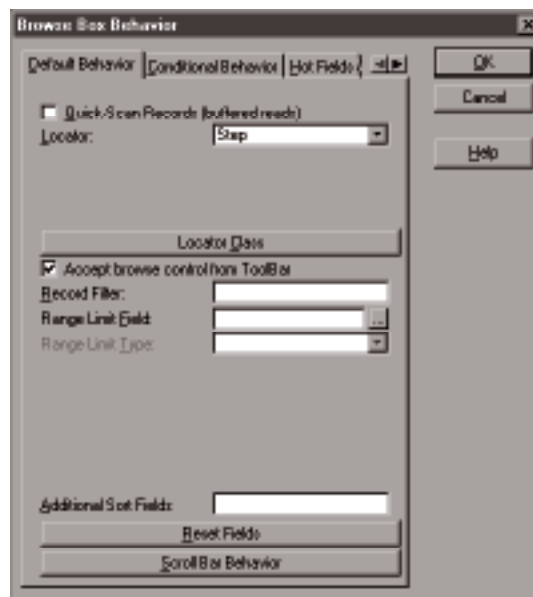 Browse Box Behavior
Default Behavior
Conditional Behavior
Hot Fields
OK
Cancel
Help
Quick-Scan Records (buffered reads)
Locator:
Step
Locator Class
Accept browse control from ToolBar
Record Filter:
Range Limit Field:
...
Range Limit Type:
Additional Sort Fields:
Reset Fields
Scroll Bar Behavior